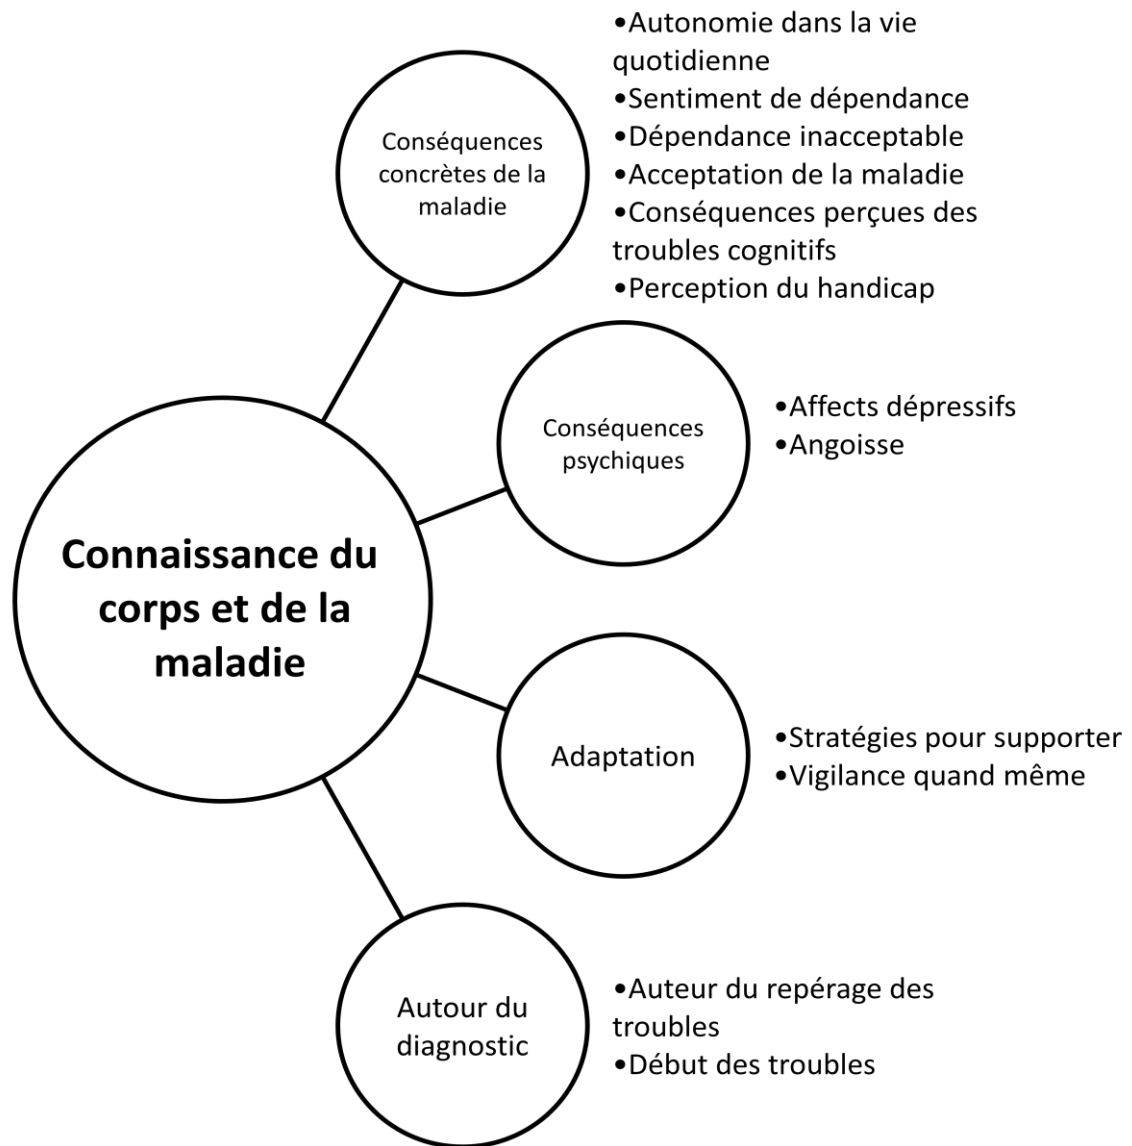 •Autonomie dans la vie
quotidienne
•Sentiment de dépendance
•Dépendance inacceptable
•Acceptation de la maladie
•Conséquences perçues des
troubles cognitifs
•Perception du handicap
Conséquences
concrètes de la
maladie
Conséquences
psychiques
•Affects dépressifs
•Angoisse
Connaissance du
corps et de la
maladie
Adaptation
•Stratégies pour supporter
•Vigilance quand même
Autour du
diagnostic
•Auteur du repérage des
troubles
•Début des troubles